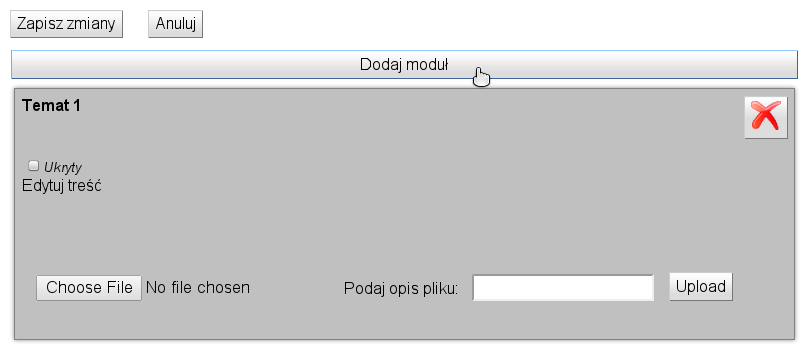 Zapisz zmiany Anuluj
Dodaj moduł
Temat 1
Ukryty
Edytuj treść
Choose File No file chosen Podaj opis pliku: Upload